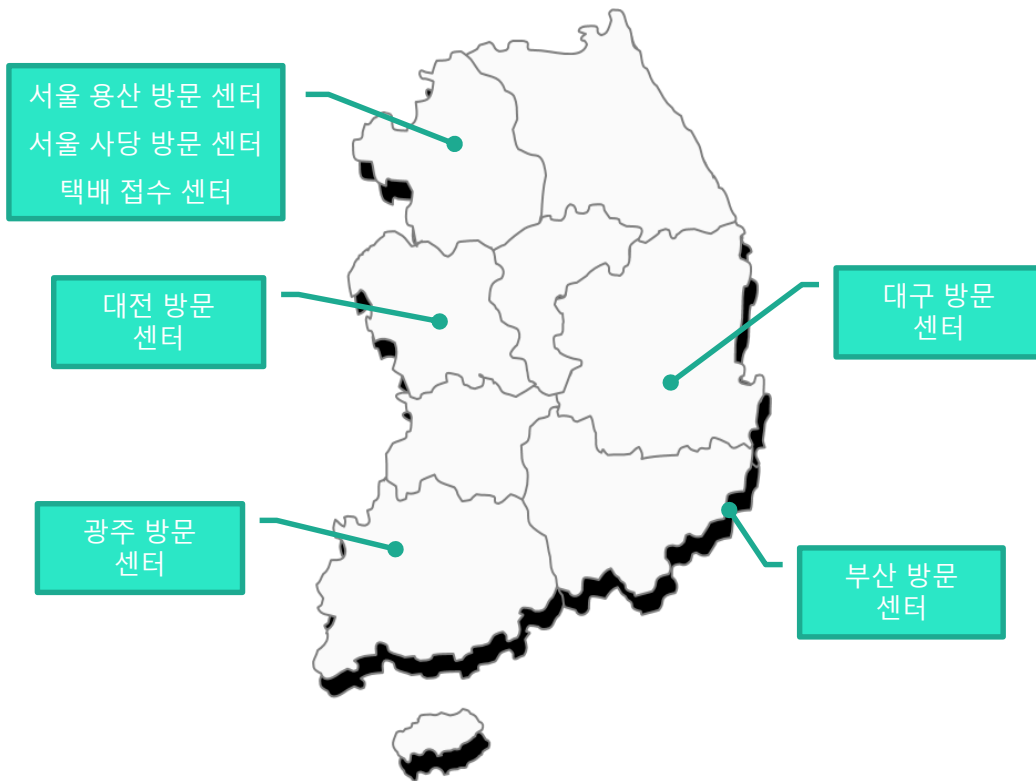 서울 용산 방문 센터
서울 사당 방문 센터
택배 접수 센터
대전 방문
센터
대구 방문
센터
광주 방문
센터
부산 방문
센터